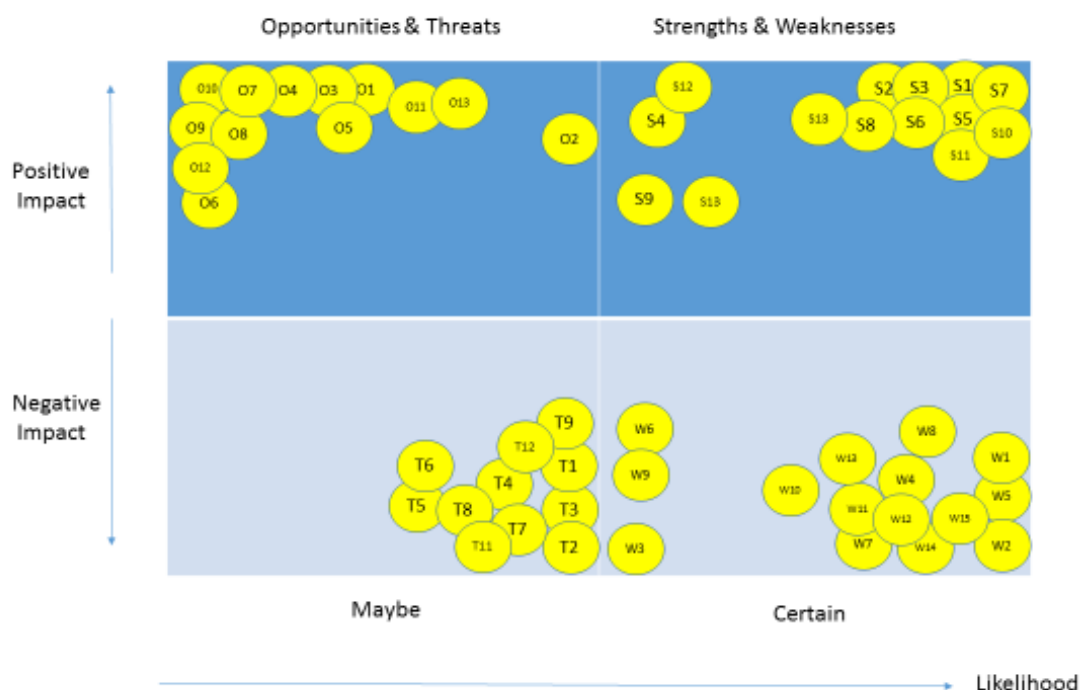 Opportunities & Threats
Strengths & Weaknesses
Positive
Impact
Negative
Impact
O10
O7
O4
O3
O1
O11
O13
O9
O8
O5
O2
O12
O6
S12
S4
S13
S8
S2
S3
S1
S7
S6
S5
S10
S11
S9
S13
T9
T12
T6
T1
T4
T5
T8
T3
T7
T11
T2
W6
W9
W3
W8
W13
W1
W10
W4
W5
W11
W12
W15
W7
W14
W2
Maybe
Certain
Likelihood